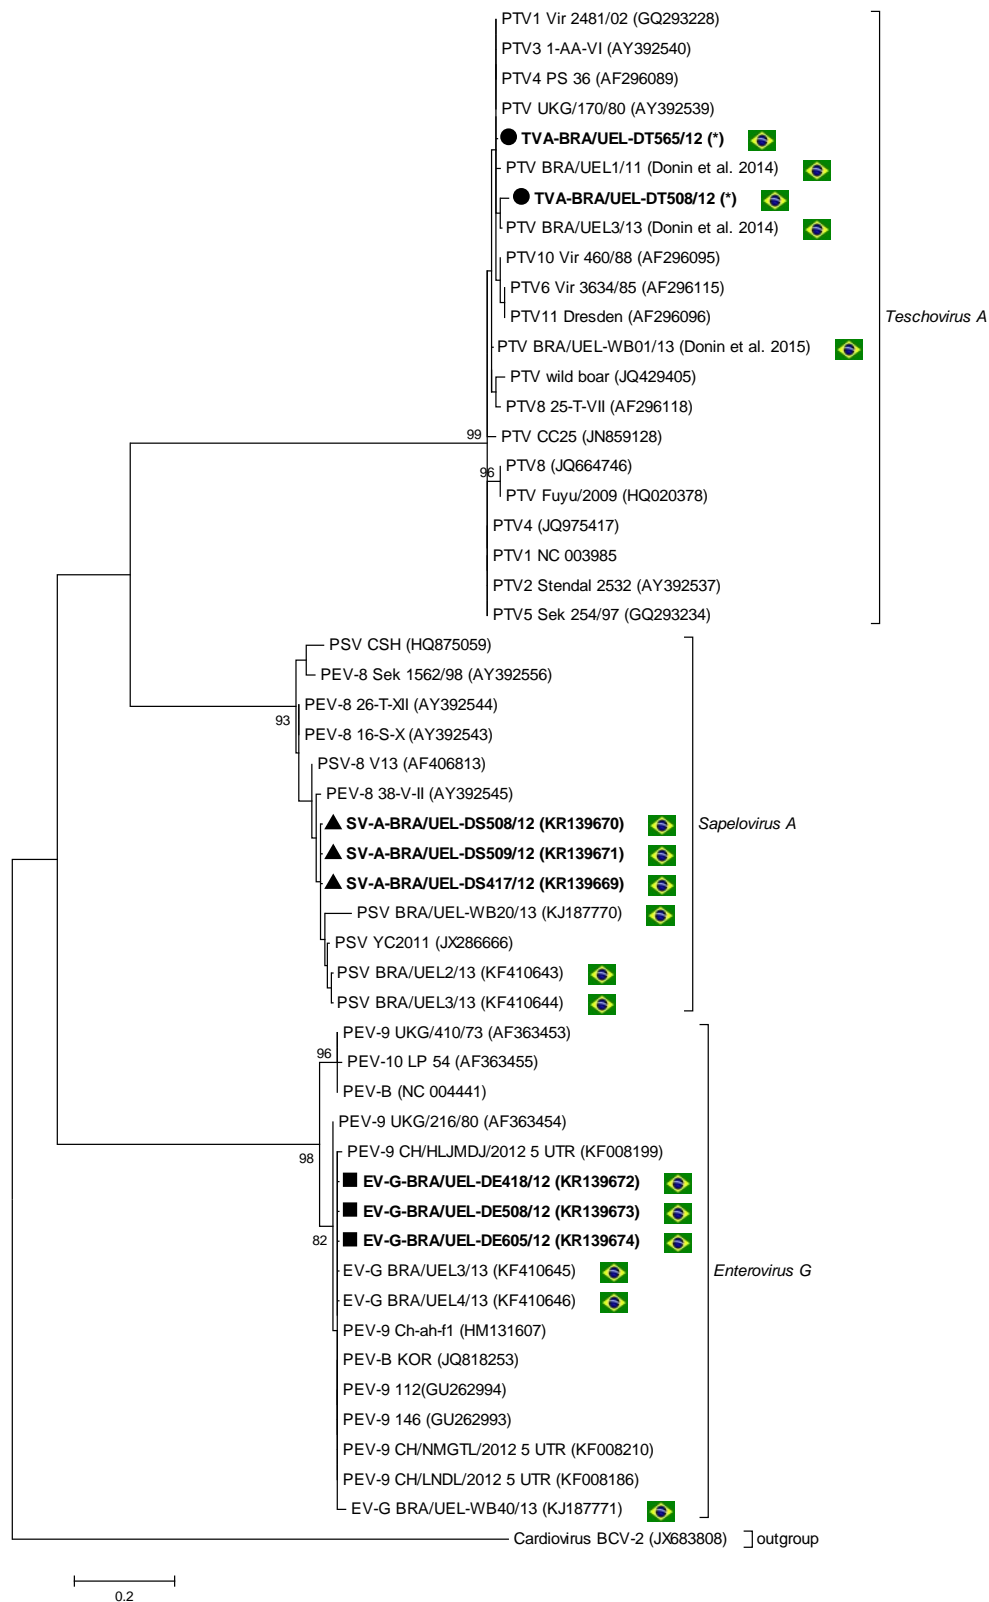 PTV1 Vir 2481/02 (GQ293228)
PTV3 1-AA-VI (AY392540)
PTV4 PS 36 (AF296089)
PTV UKG/170/80 (AY392539)
TVA-BRA/UEL-DT565/12 (*)
PTV BRA/UEL1/11 (Donin et al. 2014)
TVA-BRA/UEL-DT508/12 (*)
PTV BRA/UEL3/13 (Donin et al. 2014)
PTV10 Vir 460/88 (AF296095)
PTV6 Vir 3634/85 (AF296115)
PTV11 Dresden (AF296096)
Teschovirus A
PTV BRA/UEL-WB01/13 (Donin et al. 2015)
PTV wild boar (JQ429405)
PTV8 25-T-VII (AF296118)
99
PTV CC25 (JN859128)
96
PTV8 (JQ664746)
PTV Fuyu/2009 (HQ020378)
PTV4 (JQ975417)
PTV1 NC 003985
PTV2 Stendal 2532 (AY392537)
PTV5 Sek 254/97 (GQ293234)
PSV CSH (HQ875059)
PEV-8 Sek 1562/98 (AY392556)
93
PEV-8 26-T-XII (AY392544)
PEV-8 16-S-X (AY392543)
PSV-8 V13 (AF406813)
PEV-8 38-V-II (AY392545)
SV-A-BRA/UEL-DS508/12 (KR139670)
Sapelovirus A
SV-A-BRA/UEL-DS509/12 (KR139671)
SV-A-BRA/UEL-DS417/12 (KR139669)
PSV BRA/UEL-WB20/13 (KJ187770)
PSV YC2011 (JX286666)
PSV BRA/UEL2/13 (KF410643)
PSV BRA/UEL3/13 (KF410644)
PEV-9 UKG/410/73 (AF363453)
96
PEV-10 LP 54 (AF363455)
PEV-B (NC 004441)
PEV-9 UKG/216/80 (AF363454)
98
PEV-9 CH/HLJMDJ/2012 5 UTR (KF008199)
EV-G-BRA/UEL-DE418/12 (KR139672)
EV-G-BRA/UEL-DE508/12 (KR139673)
82
EV-G-BRA/UEL-DE605/12 (KR139674)
EV-G BRA/UEL3/13 (KF410645)
Enterovirus G
EV-G BRA/UEL4/13 (KF410646)
PEV-9 Ch-ah-f1 (HM131607)
PEV-B KOR (JQ818253)
PEV-9 112(GU262994)
PEV-9 146 (GU262993)
PEV-9 CH/NMGTL/2012 5 UTR (KF008210)
PEV-9 CH/LNDL/2012 5 UTR (KF008186)
EV-G BRA/UEL-WB40/13 (KJ187771)
Cardiovirus BCV-2 (JX683808)
outgroup
0.2